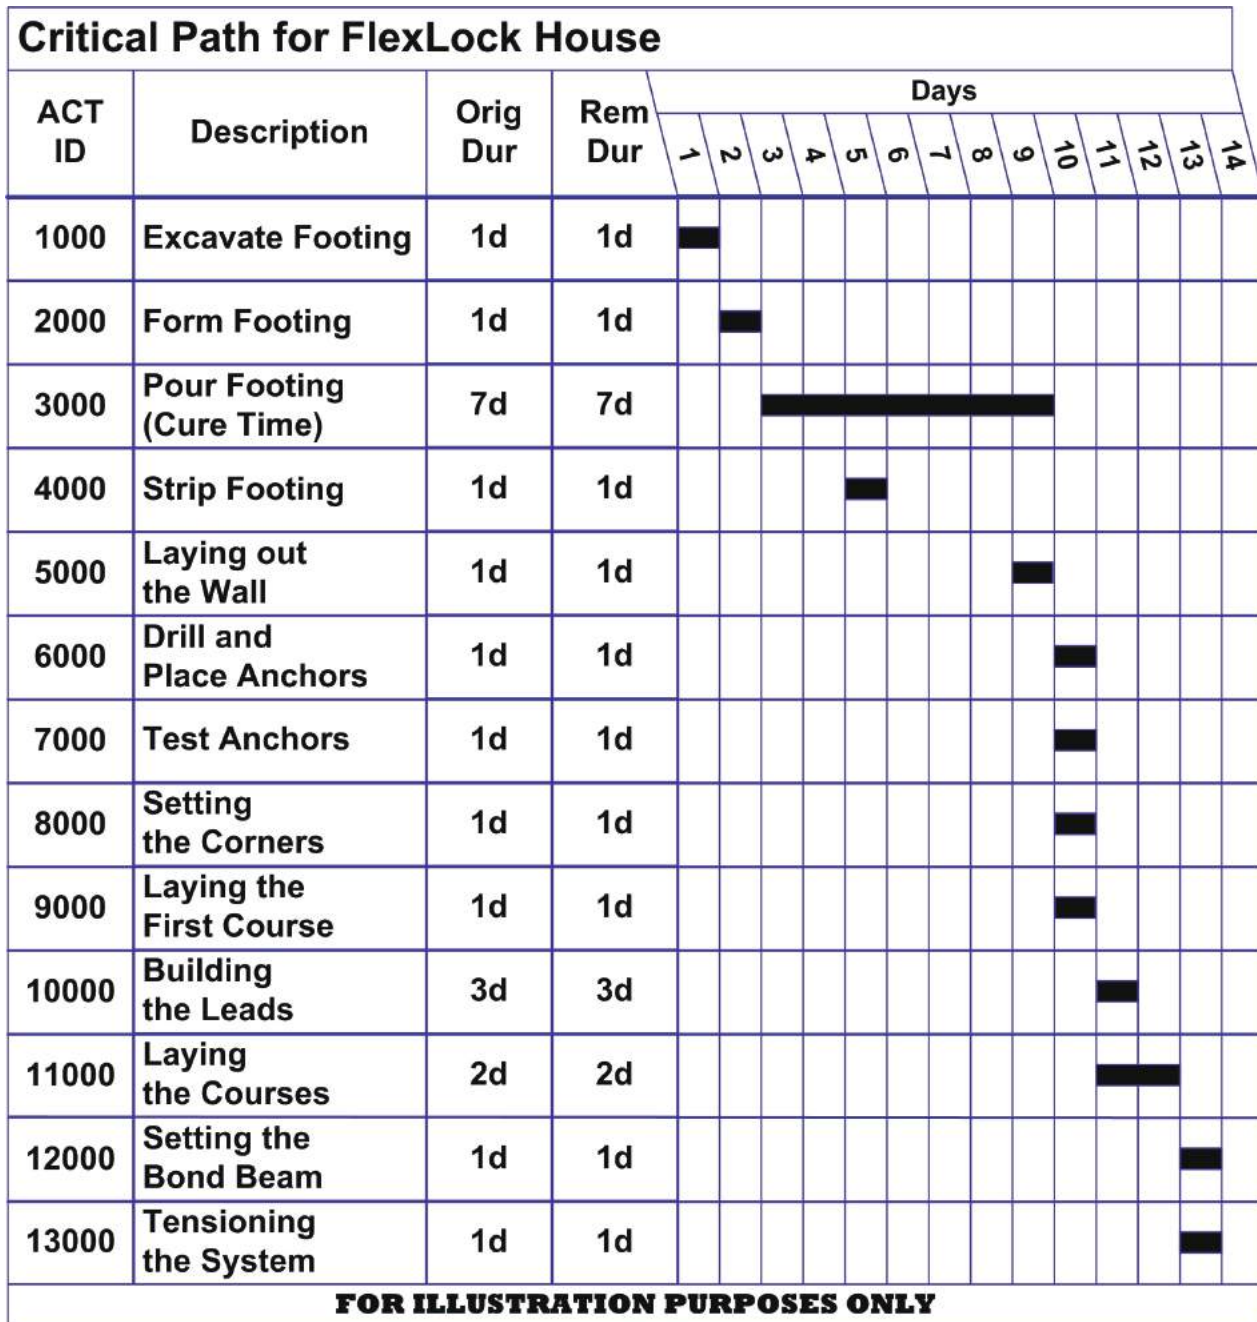 Critical Path for FlexLock House
ACT ID Description Orig Dur Rem Dur Days
1 2 3 4 5 6 7 8 9 10 11 12 13 14
1000 Excavate Footing 1d 1d
2000 Form Footing 1d 1d
3000 Pour Footing (Cure Time) 7d 7d
4000 Strip Footing 1d 1d
5000 Laying out the Wall 1d 1d
6000 Drill and Place Anchors 1d 1d
7000 Test Anchors 1d 1d
8000 Setting the Corners 1d 1d
9000 Laying the First Course 1d 1d
10000 Building the Leads 3d 3d
11000 Laying the Courses 2d 2d
12000 Setting the Bond Beam 1d 1d
13000 Tensioning the System 1d 1d
FOR ILLUSTRATION PURPOSES ONLY